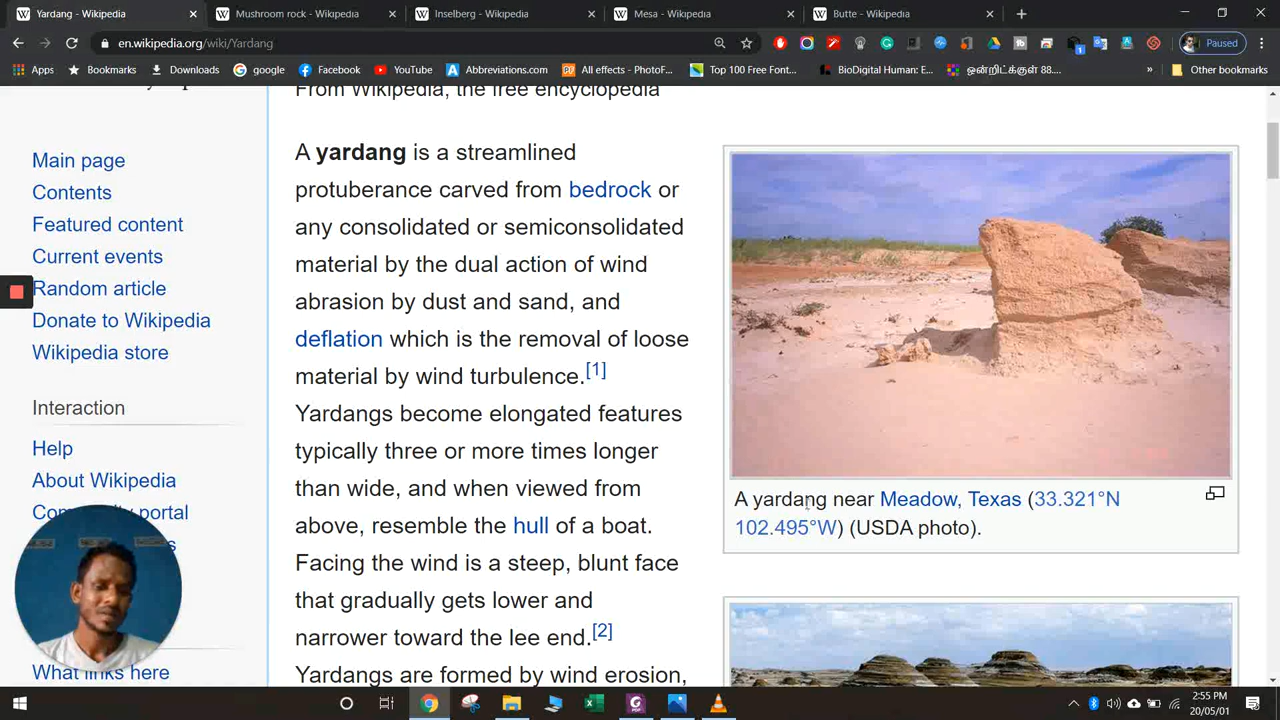 Yardang - Wikipedia
Mushroom rock - Wikipedia
Inselberg - Wikipedia
Mesa - Wikipedia
Butte - Wikipedia
en.wikipedia.org/wiki/Yardang
Paused
Apps
Bookmarks
Downloads
google
Facebook
YouTube
Abbreviations.com
All effects - PhotoF...
Top 100 Free Font...
BioDigital Human: E...
ஒன்றிட்க்குள் 88....
Other bookmarks
From Wikipedia, the free encyclopedia
Main page
Contents
Featured content
Current events
Random article
Donate to Wikipedia
Wikipedia store
Interaction
Help
About Wikipedia
Community portal
What links here
A yardang is a streamlined
protuberance carved from bedrock or
any consolidated or semiconsolidated
material by the dual action of wind
abrasion by dust and sand, and
deflation which is the removal of loose
material by wind turbulence.[1]
Yardangs become elongated features
typically three or more times longer
than wide, and when viewed from
above, resemble the hull of a boat.
Facing the wind is a steep, blunt face
that gradually gets lower and
narrower toward the lee end.[2]
Yardangs are formed by wind erosion,
A yardang near Meadow, Texas (33.321°N
102.495°W) (USDA photo).
2:55 PM
20/05/01